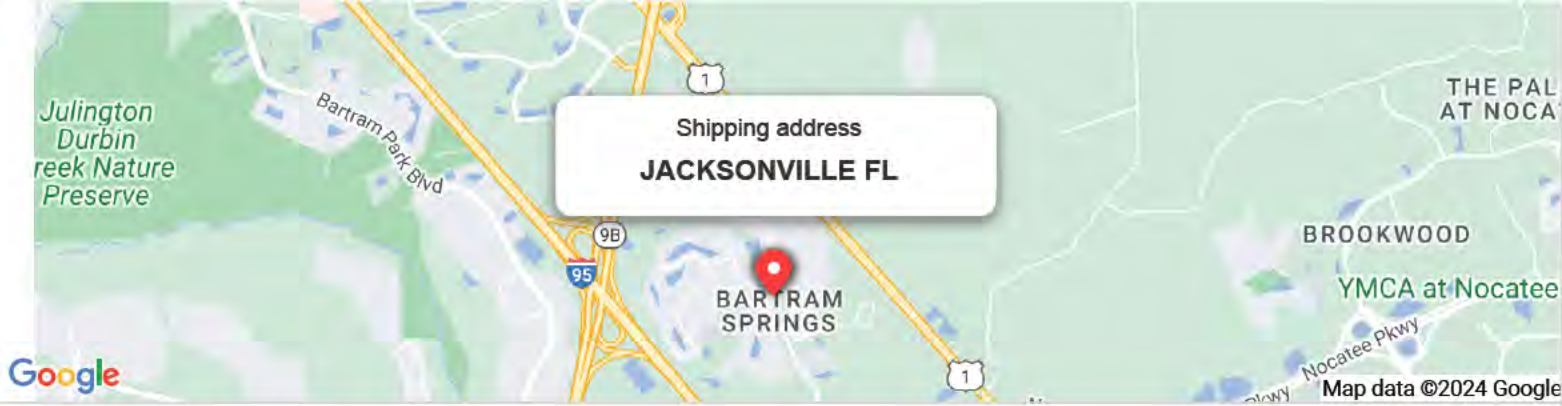 Julington
Durbin
reek Nature
Preserve
Bartram Park Blvd
1
Shipping address
JACKSONVILLE FL
THE PAL
AT NOCA
9B
95
BROOKWOOD
YMCA at Nocatee
BARTRAM
SPRINGS
Nocatee Pkwy
1
Pkwy
Google
Map data ©2024 Google